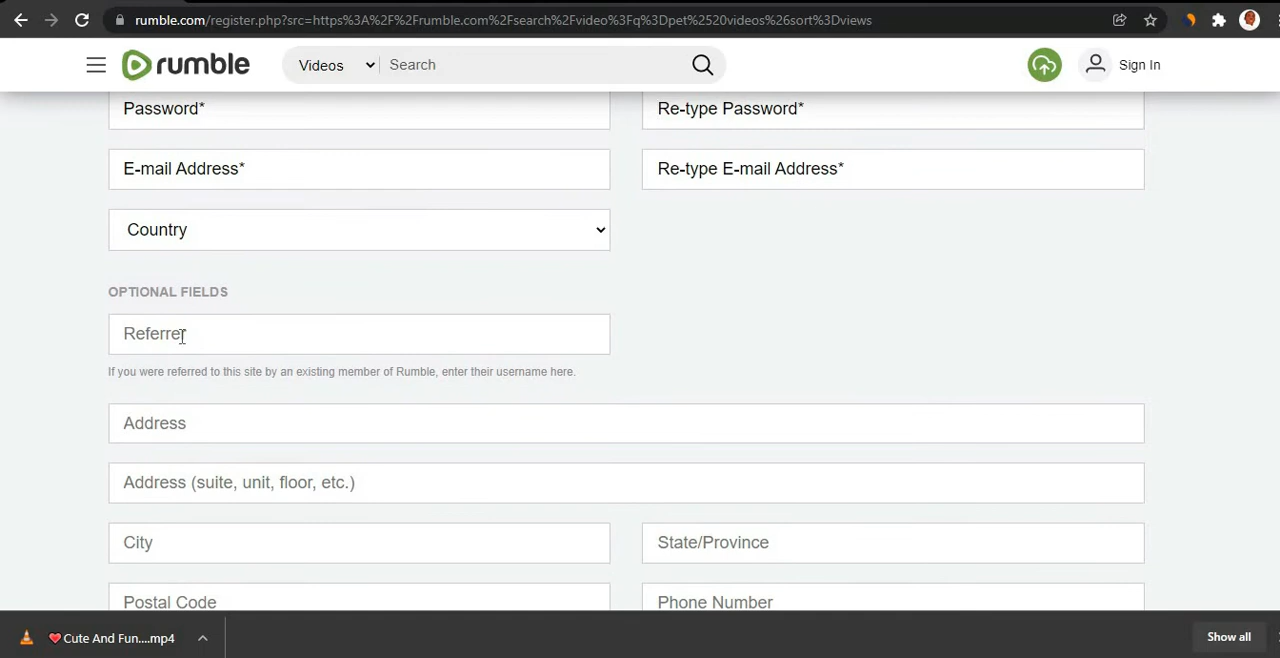 rumble.com/register.php?src=https%3A%2F%2Frumble.com%2Fsearch%2Fvideo%3Fq%3Dpet%2520videos%26sort%3Dviews
rumble Videos Search Sign In
Password* Re-type Password*
E-mail Address* Re-type E-mail Address*
Country
OPTIONAL FIELDS
Referrer
If you were referred to this site by an existing member of Rumble, enter their username here.
Address
Address (suite, unit, floor, etc.)
City State/Province
Postal Code Phone Number
❤️Cute And Fun....mp4 Show all